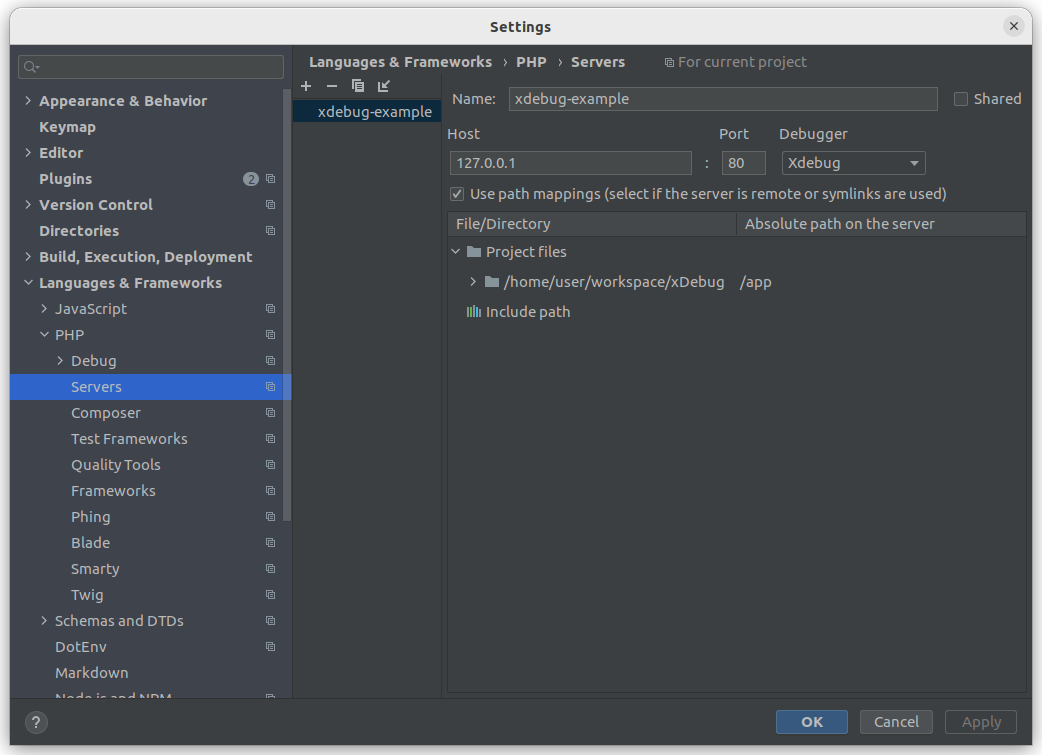 Settings
Languages & Frameworks › PHP › Servers For current project
Appearance & Behavior
Keymap
Editor
Plugins 2
Version Control
Directories
Build, Execution, Deployment
Languages & Frameworks
JavaScript
PHP
Debug
Servers
Composer
Test Frameworks
Quality Tools
Frameworks
Phing
Blade
Smarty
Twig
Schemas and DTDs
DotEnv
Markdown
Node.js and NPM
xdebug-example
Name: xdebug-example Shared
Host Port Debugger
127.0.0.1 : 80 Xdebug
Use path mappings (select if the server is remote or symlinks are used)
File/Directory Absolute path on the server
Project files
/home/user/workspace/xDebug /app
Include path
? OK Cancel Apply